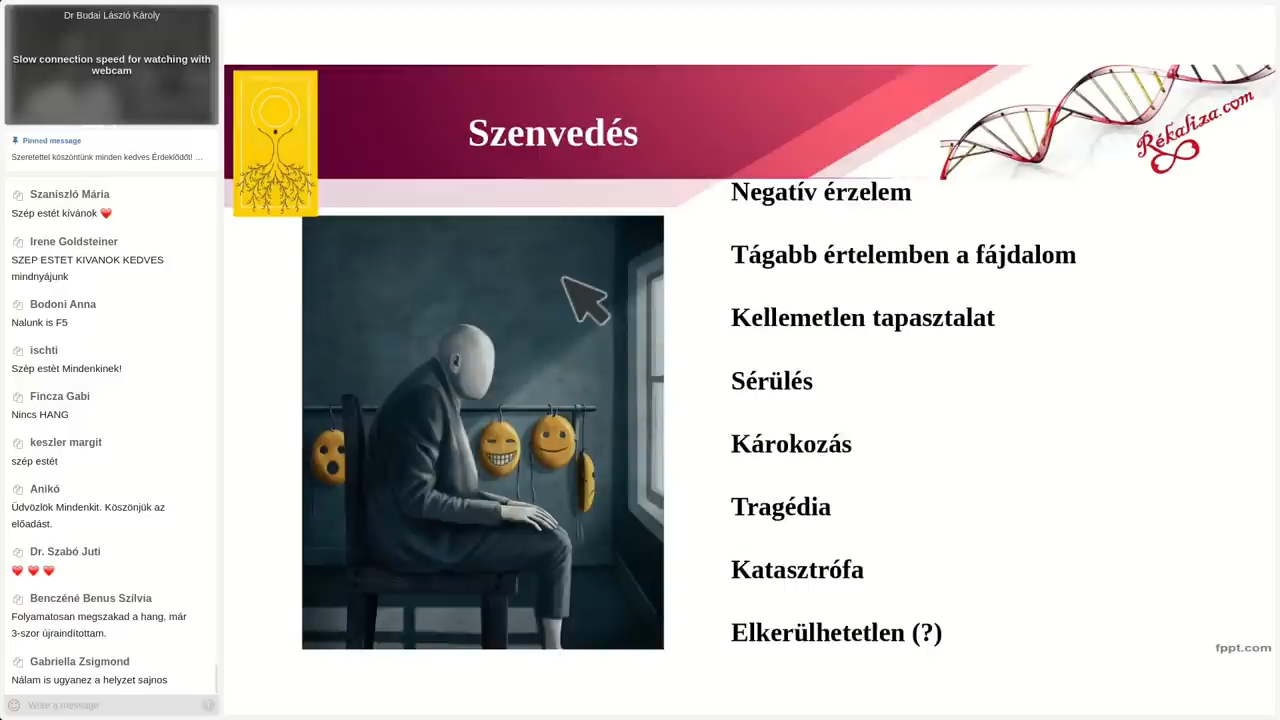 Dr Budai László Károly
Slow connection speed for watching with
webcam
Pinned message
Szeretettel köszöntünk minden kedves Érdeklődőt! …
Szaniszló Mária
Szép estét kívánok ❤️
Irene Goldsteiner
SZEP ESTET KIVANOK KEDVES
mindnyájunk
Bodoni Anna
Nalunk is F5
ischti
Szèp estèt Mindenkinek!
Fincza Gabi
Nincs HANG
keszler margit
szép estét
Anikó
Üdvözlök Mindenkit. Köszönjük az
előadást.
Dr. Szabó Juti
❤️ ❤️ ❤️
Benczéné Benus Szilvia
Folyamatosan megszakad a hang, már
3-szor újraindítottam.
Gabriella Zsigmond
Nálam is ugyanez a helyzet sajnos
Write a message
Szenvedés
Rékaliza.com
Negatív érzelem
Tágabb értelemben a fájdalom
Kellemetlen tapasztalat
Sérülés
Károkozás
Tragédia
Katasztrófa
Elkerülhetetlen (?)
fppt.com